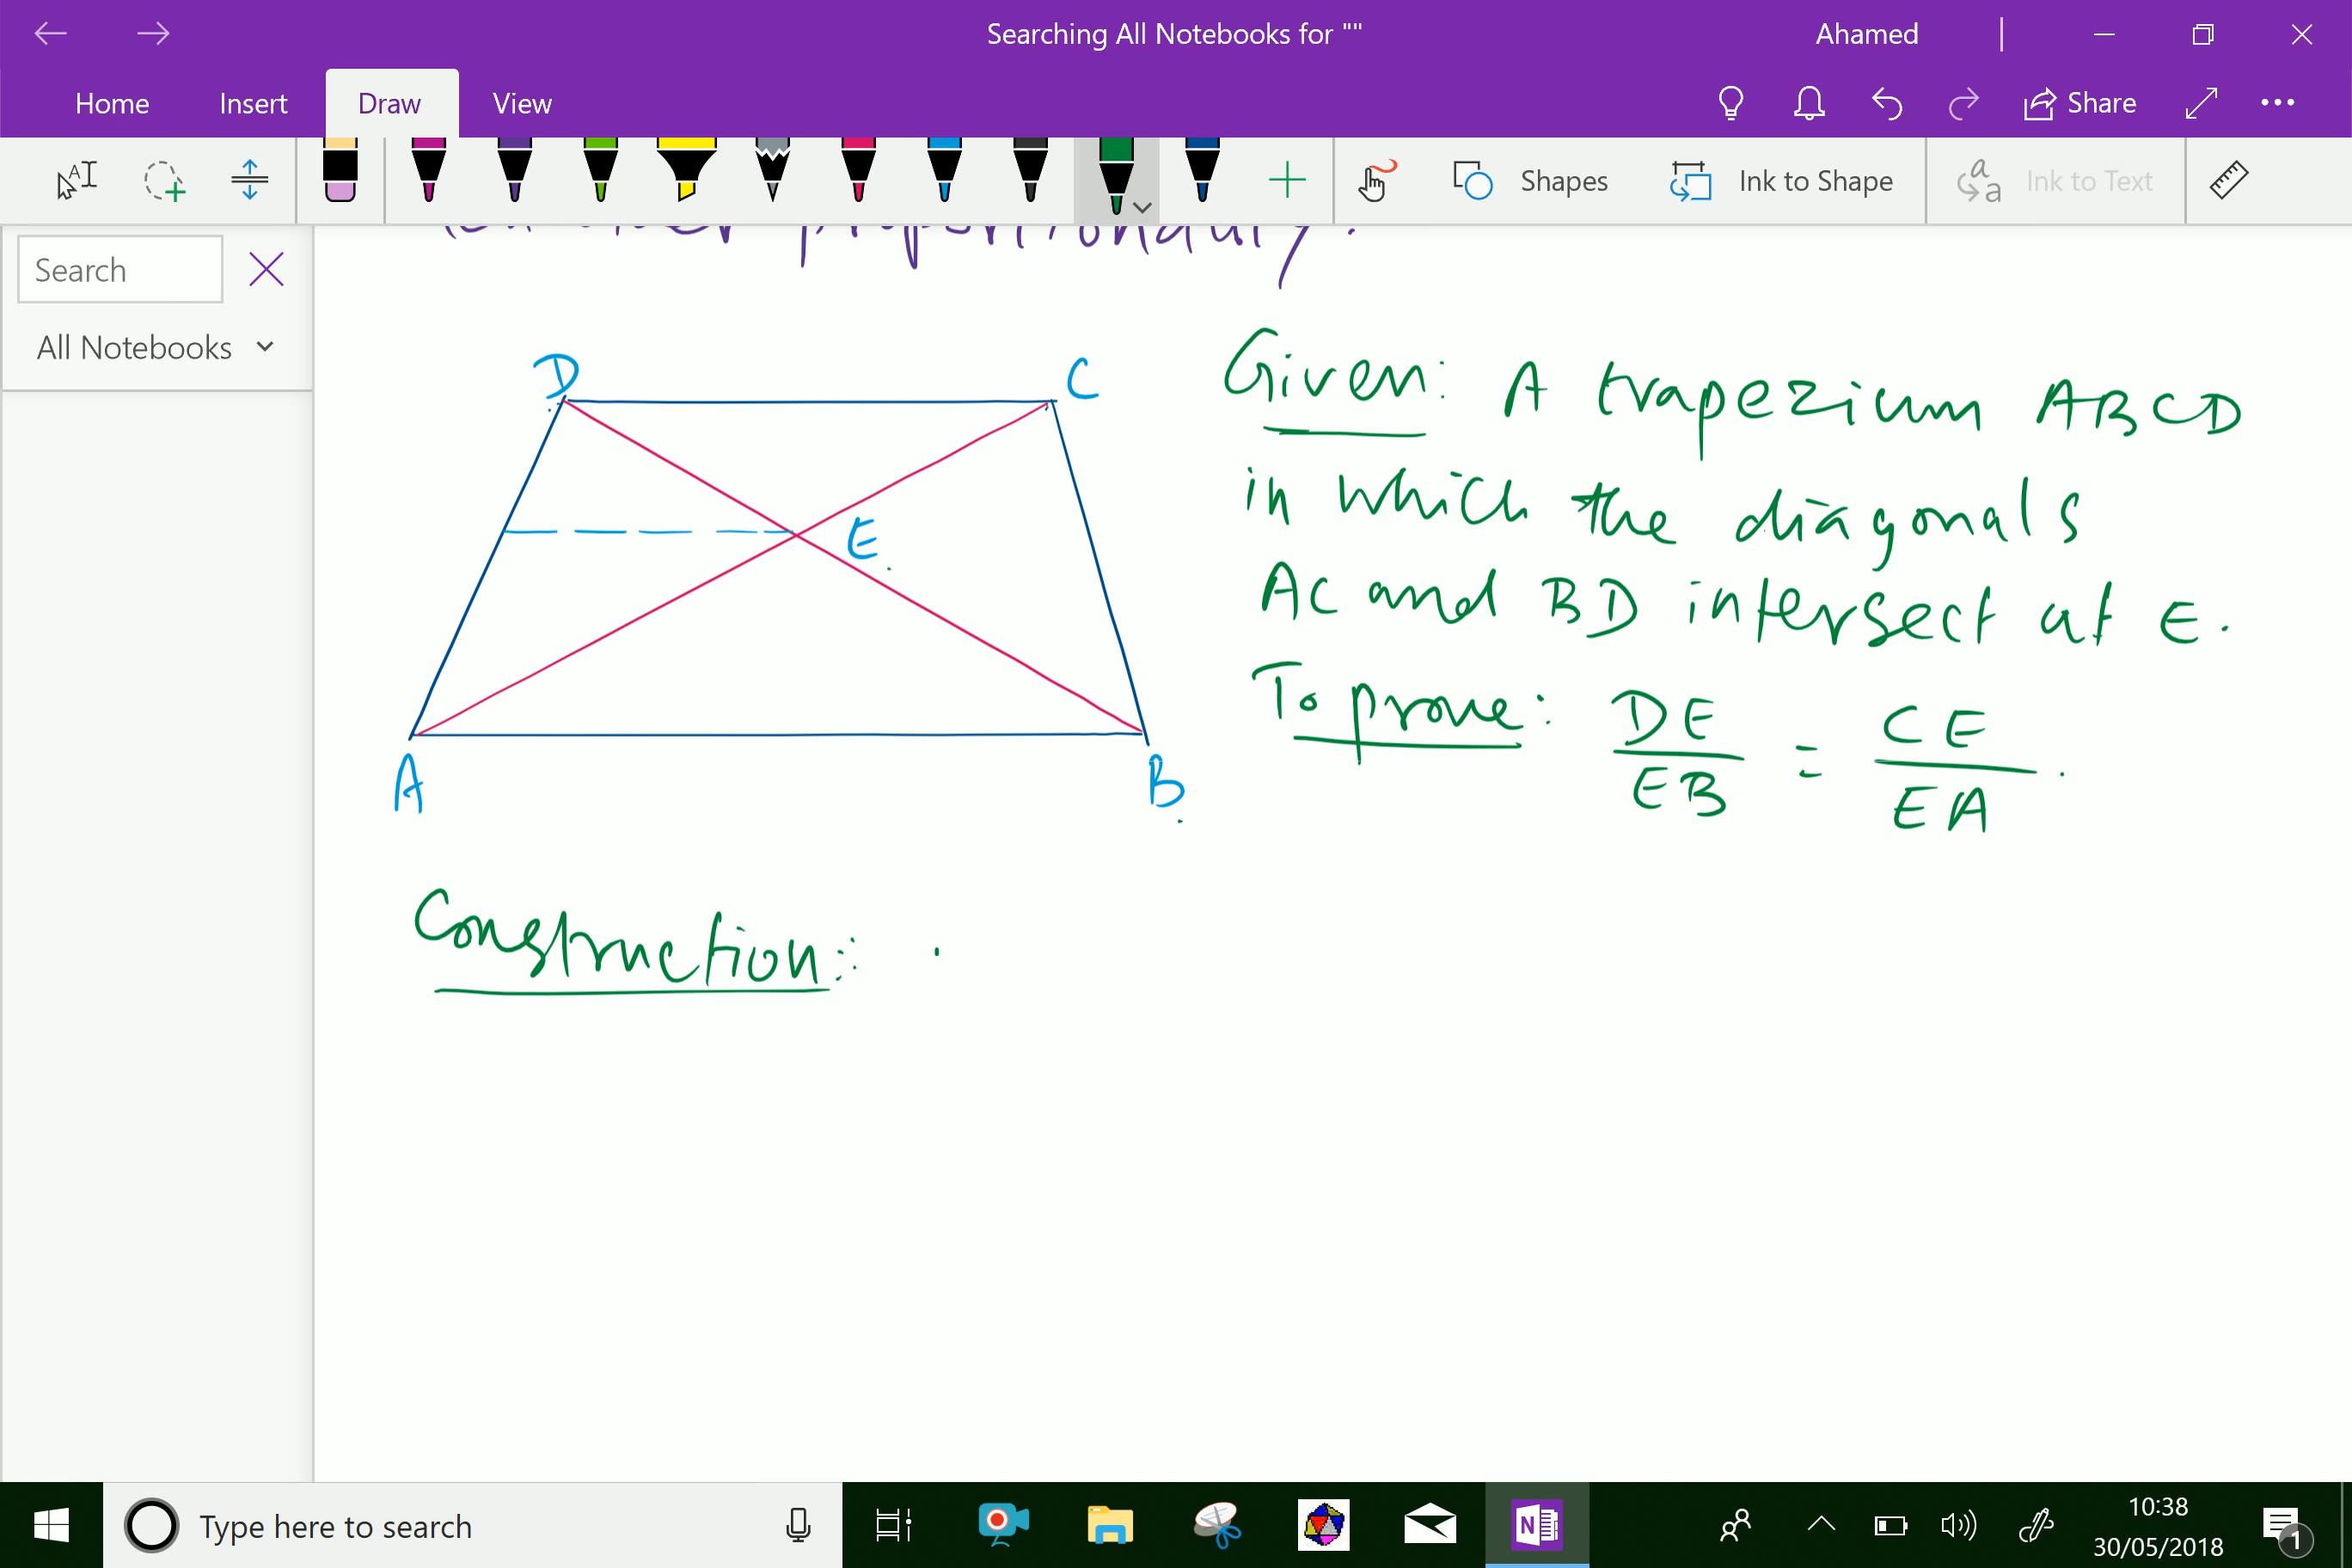 Searching All Notebooks for ""
Ahamed
Home Insert Draw View
Share
Shapes
Ink to Shape
Ink to Text
Search
All Notebooks
proportionality.
D C
E
A B
Given: A trapezium ABCD
in which the diagonals
AC and BD intersect at E.
To prove: DE/EB = CE/EA.
Construction:
Type here to search
10:38
30/05/2018
1